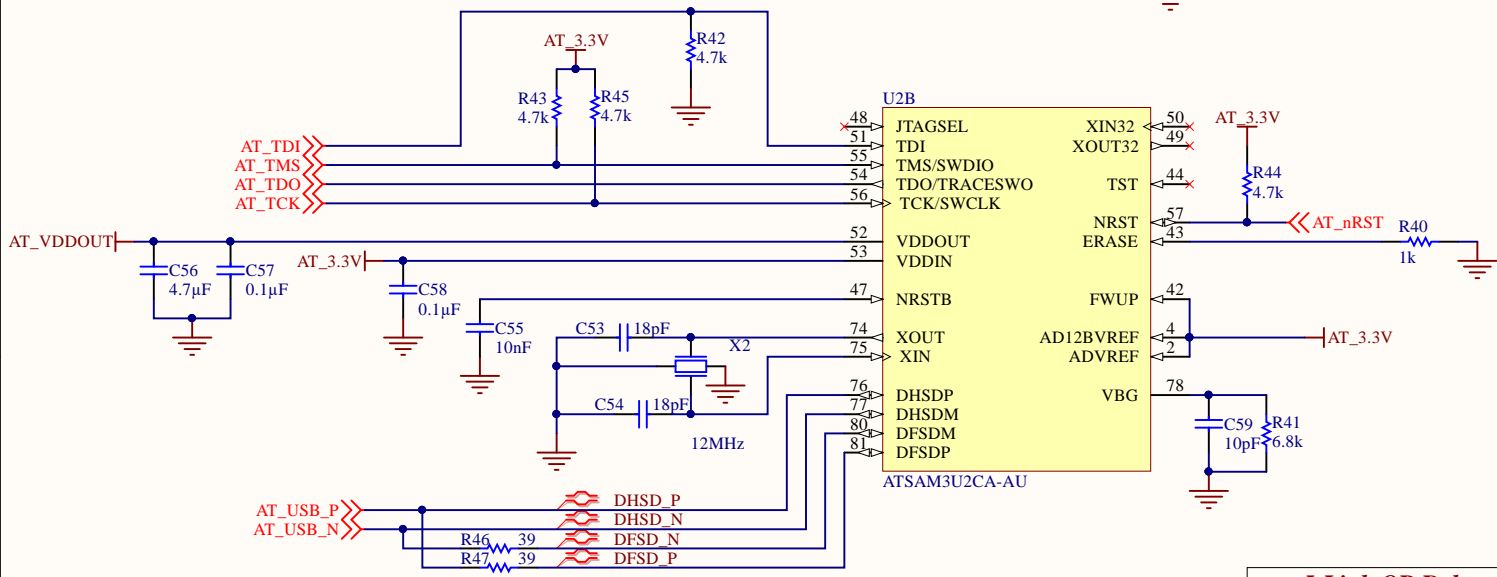 R42
4.7k
AT_3.3V
R43
4.7k
R45
4.7k
AT_TDI
AT_TMS
AT_TDO
AT_TCK
AT_VDDOUT
C56
4.7µF
C57
0.1µF
AT_3.3V
C58
0.1µF
C55
10nF
C53 18pF
X2
C54 18pF
12MHz
AT_USB_P
AT_USB_N
R46 39
R47 39
DHSD_P
DHSD_N
DFSD_N
DFSD_P
U2B
48 JTAGSEL
51 TDI
55 TMS/SWDIO
54 TDO/TRACESWO
56 TCK/SWCLK
52 VDDOUT
53 VDDIN
47 NRSTB
74 XOUT
75 XIN
76 DHSDP
77 DHSDM
80 DFSDM
81 DFSDP
XIN32 50
XOUT32 49
TST 44
NRST 57
ERASE 43
FWUP 42
AD12BVREF 4
ADVREF 2
VBG 78
ATSAM3U2CA-AU
AT_3.3V
R44
4.7k
AT_nRST
R40
1k
AT_3.3V
C59
10pF
R41
6.8k